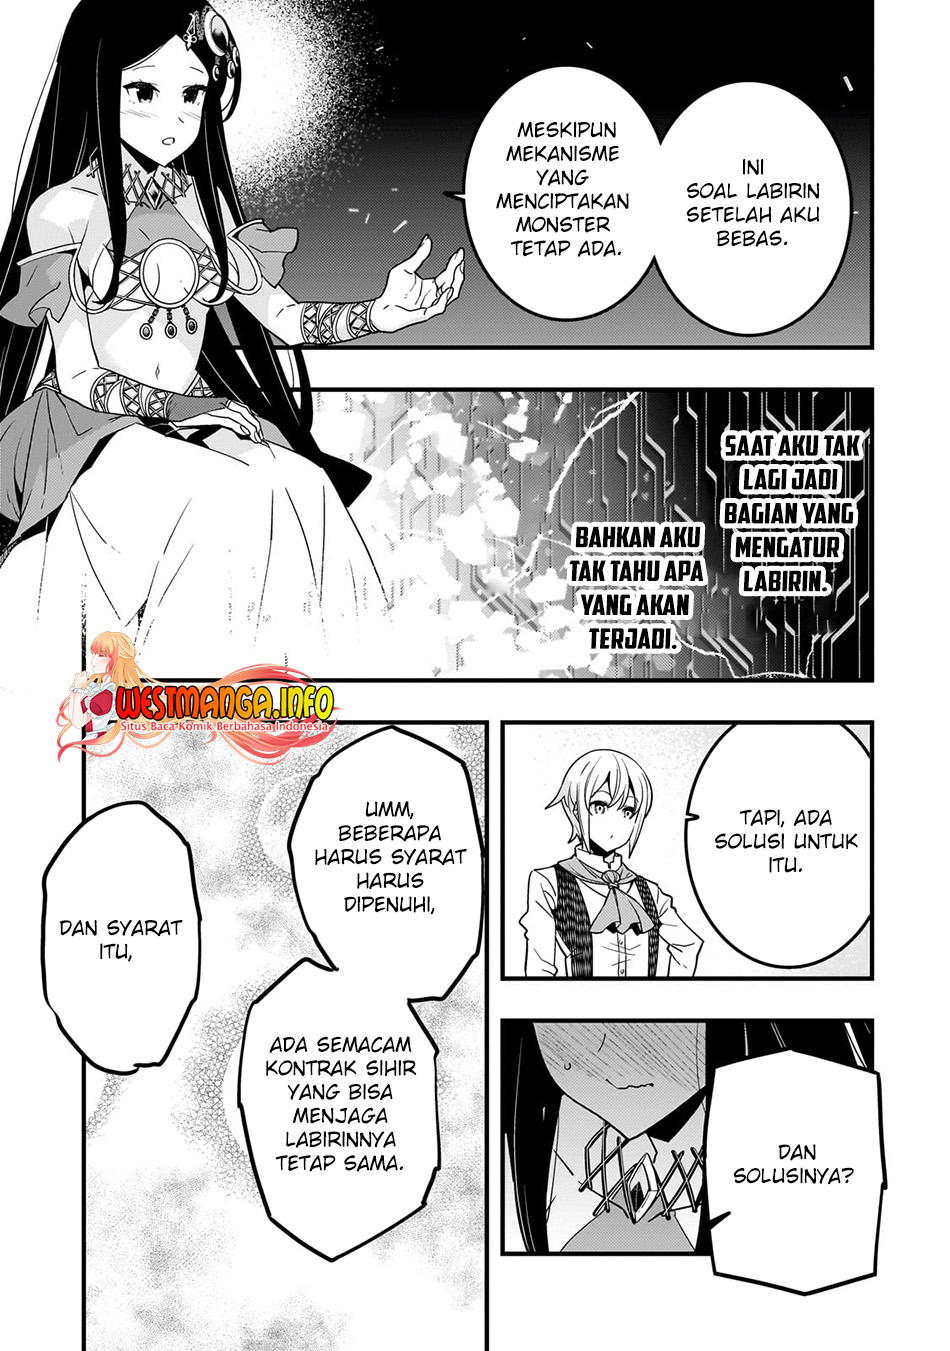 INI
SOAL LABIRIN
SETELAH AKU
BEBAS.
MESKIPUN
MEKANISME
YANG
MENCIPTAKAN
MONSTER
TETAP ADA.
SAAT AKU TAK
LAGI JADI
BAGIAN YANG
MENGATUR
LABIRIN.
BAHKAN AKU
TAK TAHU APA
YANG AKAN
TERJADI.
WESTMANGA.INFO
SITUS BACA KOMIK BERBAHASA INDONESIA
TAPI, ADA
SOLUSI UNTUK
ITU.
DAN
SOLUSINYA?
UMM,
BEBERAPA
HARUS SYARAT
HARUS
DIPENUHI,
ADA SEMACAM
KONTRAK SIHIR
YANG BISA
MENJAGA
LABIRINNYA
TETAP SAMA.
DAN SYARAT
ITU,